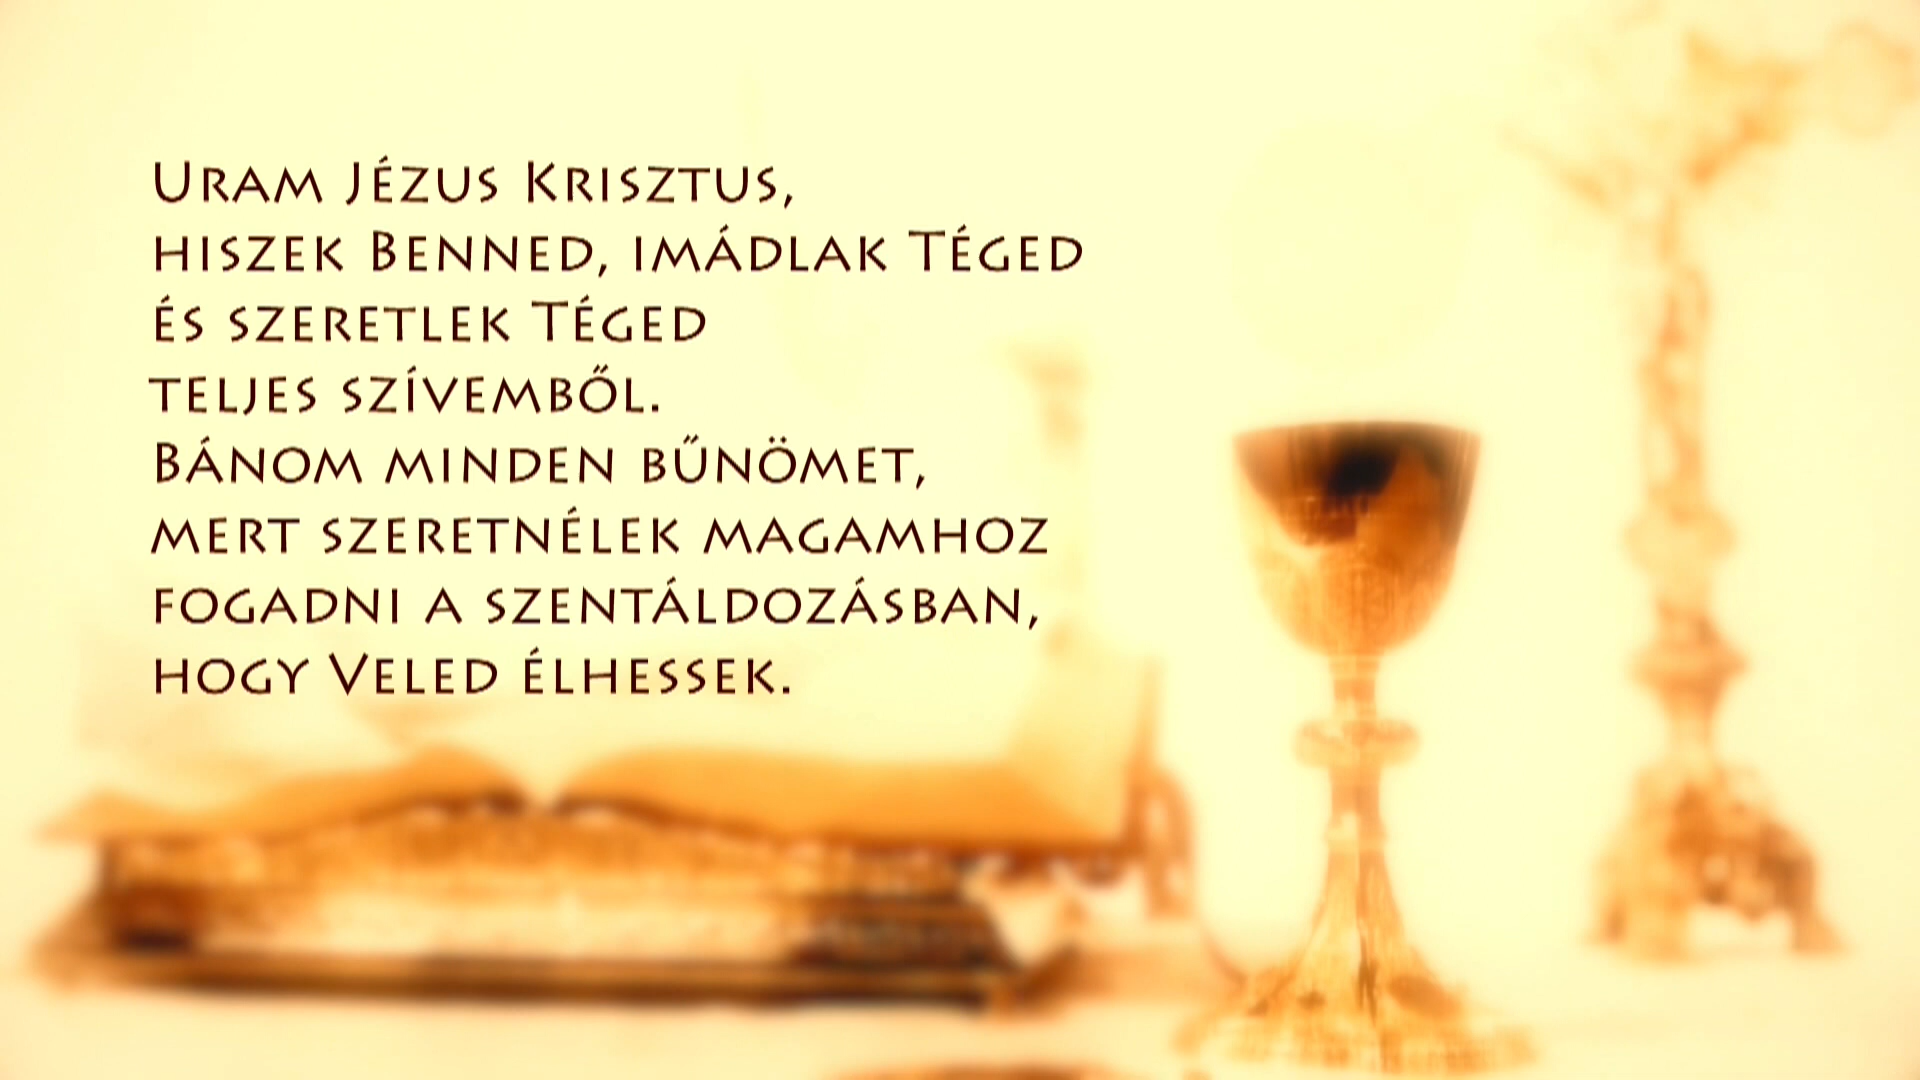 Uram Jézus Krisztus,
hiszek Benned, imádlak Téged
és szeretlek Téged
teljes szívemből.
Bánom minden bűnömet,
mert szeretnélek magamhoz
fogadni a szentáldozásban,
hogy Veled élhessek.